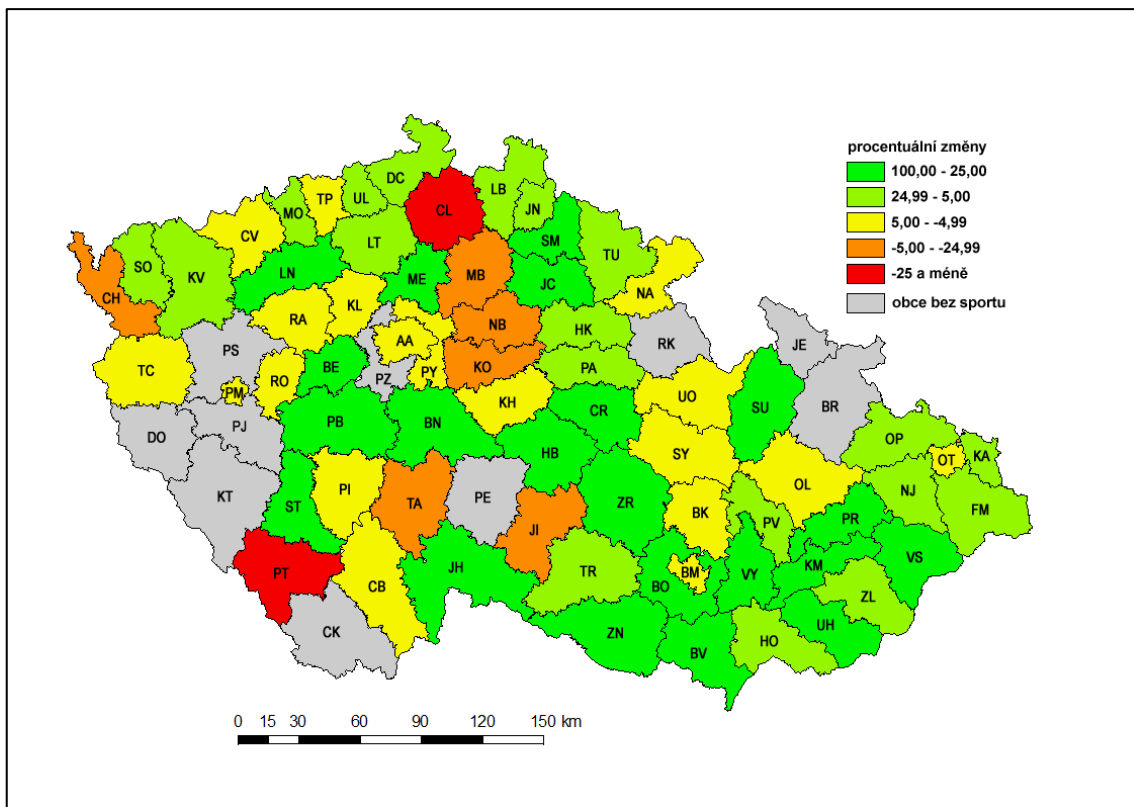 procentuální změny
100,00 - 25,00
24,99 - 5,00
5,00 - -4,99
-5,00 - -24,99
-25 a méně
obce bez sportu
DC
LB
TP
UL
CL
JN
MO
CV
LT
SM
TU
SO
KV
LN
ME
MB
JC
NA
CH
RA
KL
NB
HK
RK
JE
AA
TC
PS
RO
BE
PZ
PY
KO
PA
PM
KH
UO
SU
BR
DO
PJ
PB
BN
CR
OP
HB
SY
OT
KA
KT
ST
PI
TA
PE
ZR
OL
NJ
JI
BK
PV
PR
FM
PT
CB
JH
TR
BO
BM
VY
KM
VS
ZL
CK
ZN
BV
HO
UH
0 15 30 60 90 120 150 km